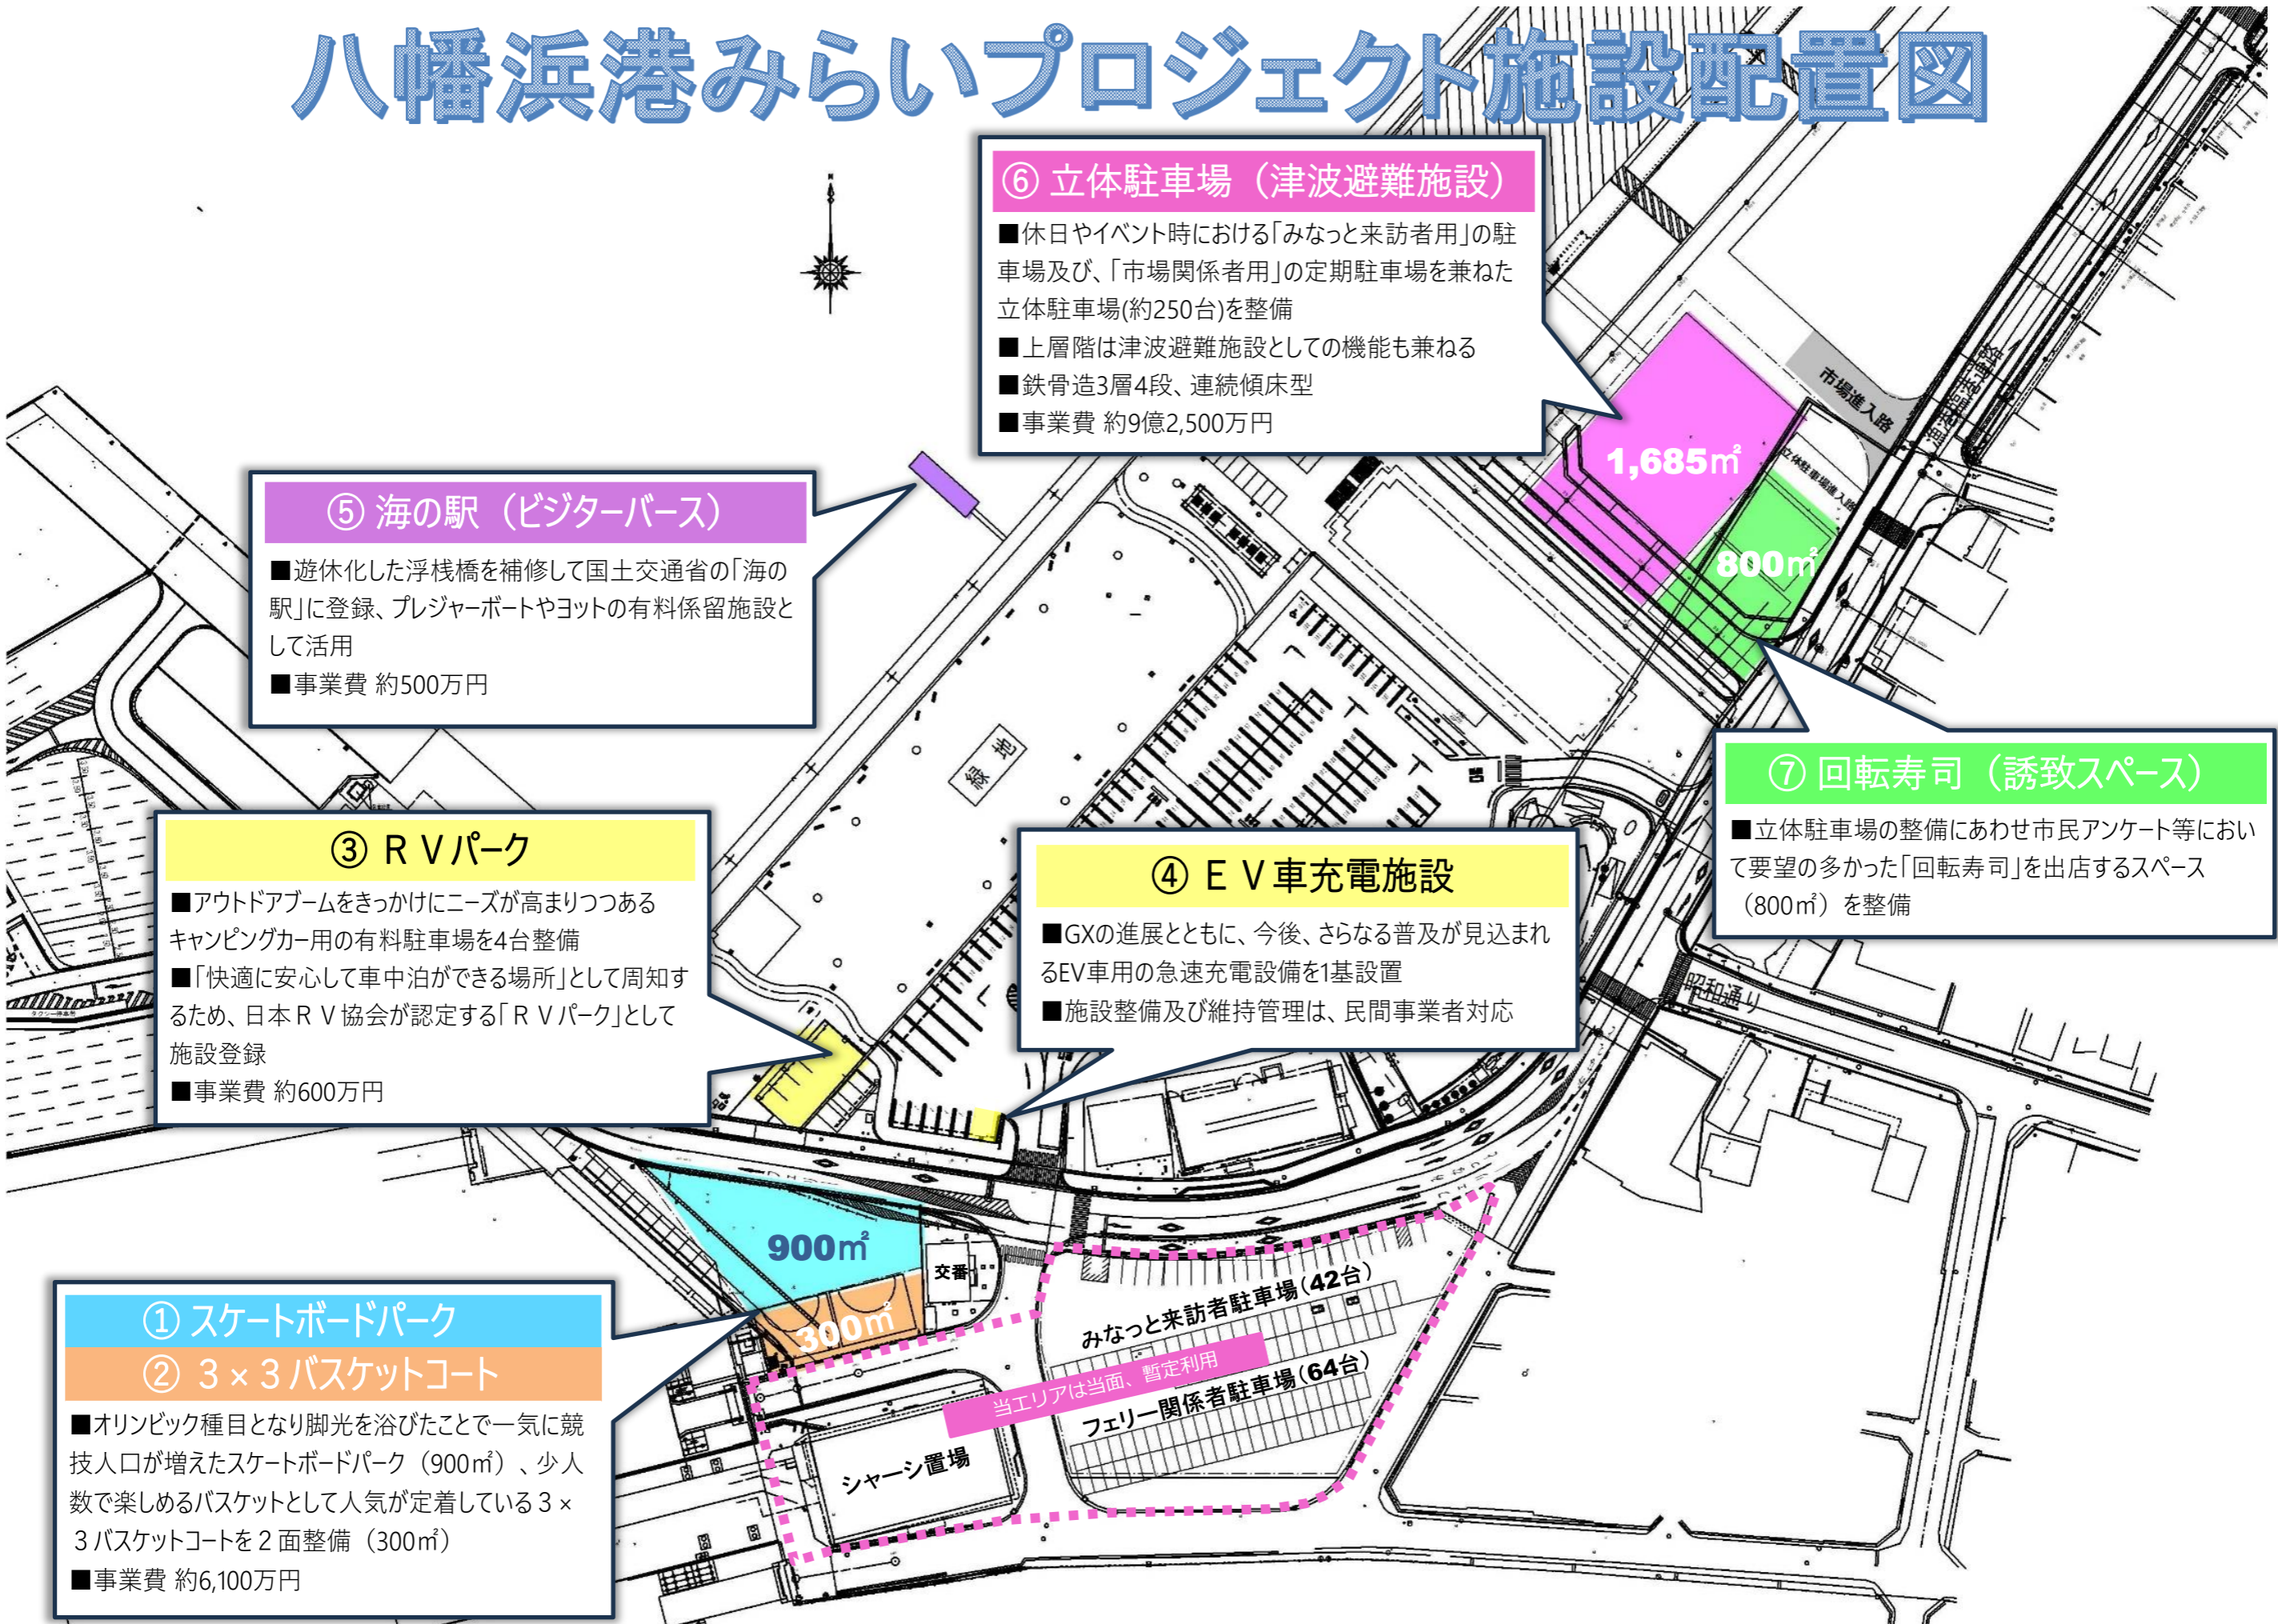 八幡浜港みらいプロジェクト施設配置図
⑥ 立体駐車場（津波避難施設）
■休日やイベント時における「みなっと来訪者用」の駐
車場及び、「市場関係者用」の定期駐車場を兼ねた
立体駐車場(約250台)を整備
■上層階は津波避難施設としての機能も兼ねる
■鉄骨造3層4段、連続傾床型
■事業費 約9億2,500万円
市場進入路
漁港臨港道路
1,685㎡
立体駐車場進入路
800㎡
⑤ 海の駅（ビジターバース）
■遊休化した浮桟橋を補修して国土交通省の「海の
駅」に登録、プレジャーボートやヨットの有料係留施設と
して活用
■事業費 約500万円
緑地
⑦ 回転寿司（誘致スペース）
■立体駐車場の整備にあわせ市民アンケート等におい
て要望の多かった「回転寿司」を出店するスペース
（800㎡）を整備
③ ＲＶパーク
■アウトドアブームをきっかけにニーズが高まりつつある
キャンピングカー用の有料駐車場を4台整備
■「快適に安心して車中泊ができる場所」として周知す
るため、日本ＲＶ協会が認定する「ＲＶパーク」として
施設登録
■事業費 約600万円
④ ＥＶ車充電施設
■GXの進展とともに、今後、さらなる普及が見込まれ
るEV車用の急速充電設備を1基設置
■施設整備及び維持管理は、民間事業者対応
昭和通り
900㎡
交番
300㎡
みなっと来訪者駐車場(42台)
当エリアは当面、暫定利用
フェリー関係者駐車場(64台)
シャーシ置場
① スケートボードパーク
② ３×３バスケットコート
■オリンピック種目となり脚光を浴びたことで一気に競
技人口が増えたスケートボードパーク（900㎡）、少人
数で楽しめるバスケットとして人気が定着している３×
３バスケットコートを２面整備（300㎡）
■事業費 約6,100万円